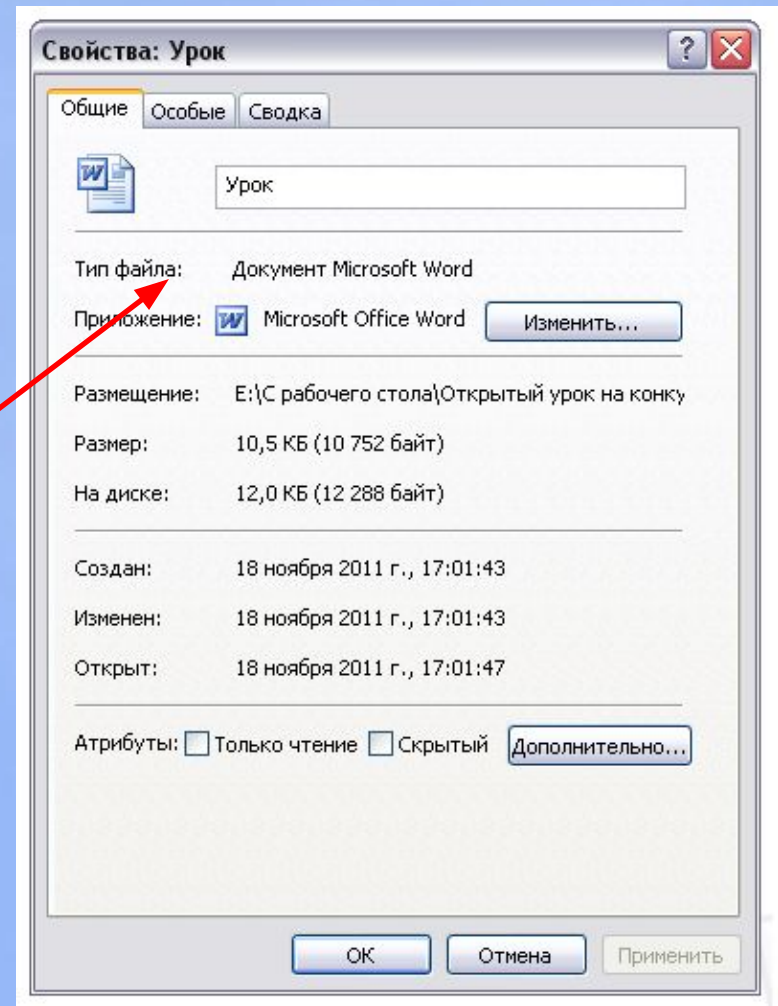 Свойства: Урок
Общие Особые Сводка
Урок
Тип файла: Документ Microsoft Word
Приложение: Microsoft Office Word Изменить...
Размещение: E:\С рабочего стола\Открытый урок на конку
Размер: 10,5 КБ (10 752 байт)
На диске: 12,0 КБ (12 288 байт)
Создан: 18 ноября 2011 г., 17:01:43
Изменен: 18 ноября 2011 г., 17:01:43
Открыт: 18 ноября 2011 г., 17:01:47
Атрибуты: Только чтение Скрытый Дополнительно...
ОК Отмена Применить